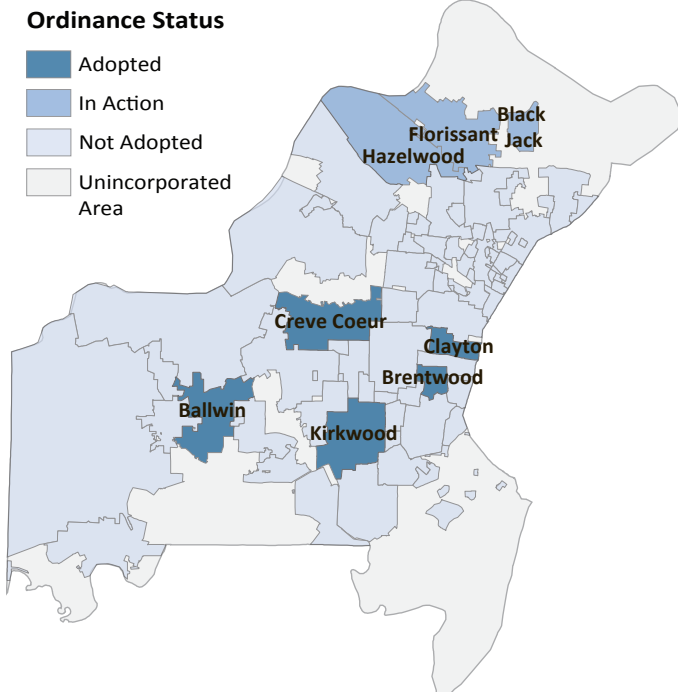 Ordinance Status
Adopted
In Action
Not Adopted
Unincorporated
Area
Black
Jack
Florissant
Hazelwood
Creve Coeur
Clayton
Brentwood
Ballwin
Kirkwood